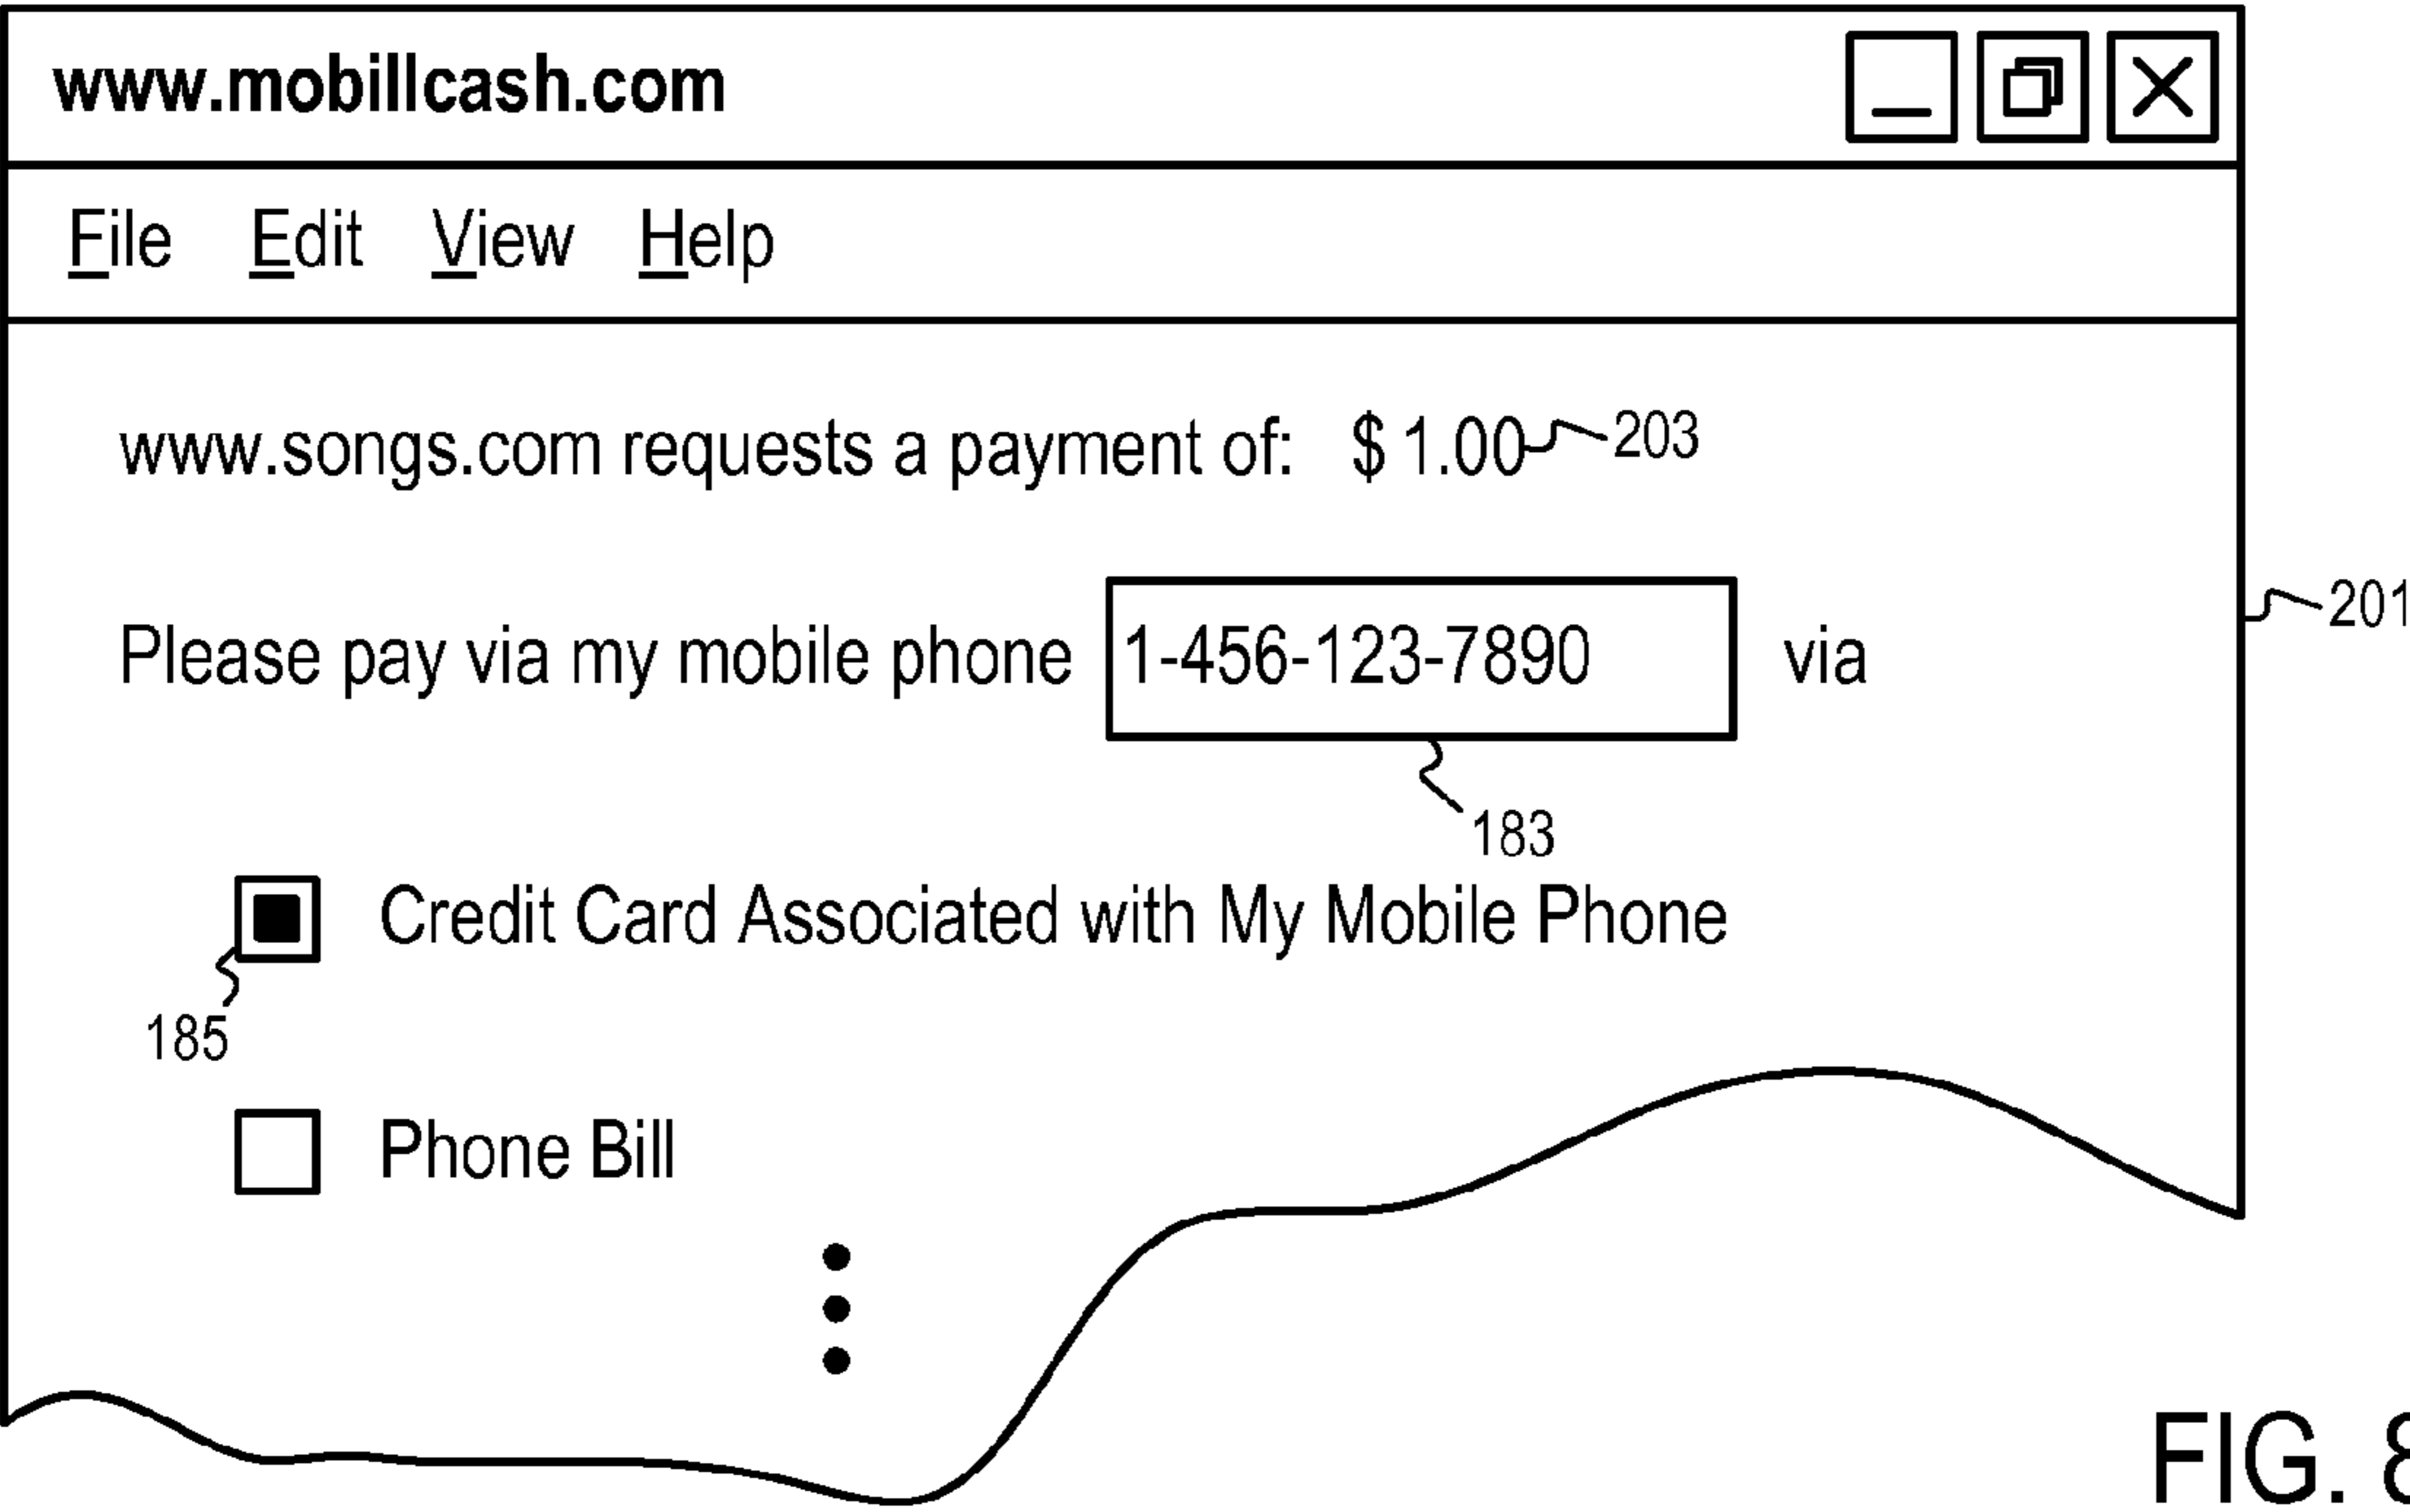 www.mobillcash.com
File Edit View Help
www.songs.com requests a payment of: $ 1.00 203
201
Please pay via my mobile phone 1-456-123-7890 via
183
Credit Card Associated with My Mobile Phone
185
Phone Bill
FIG. 8